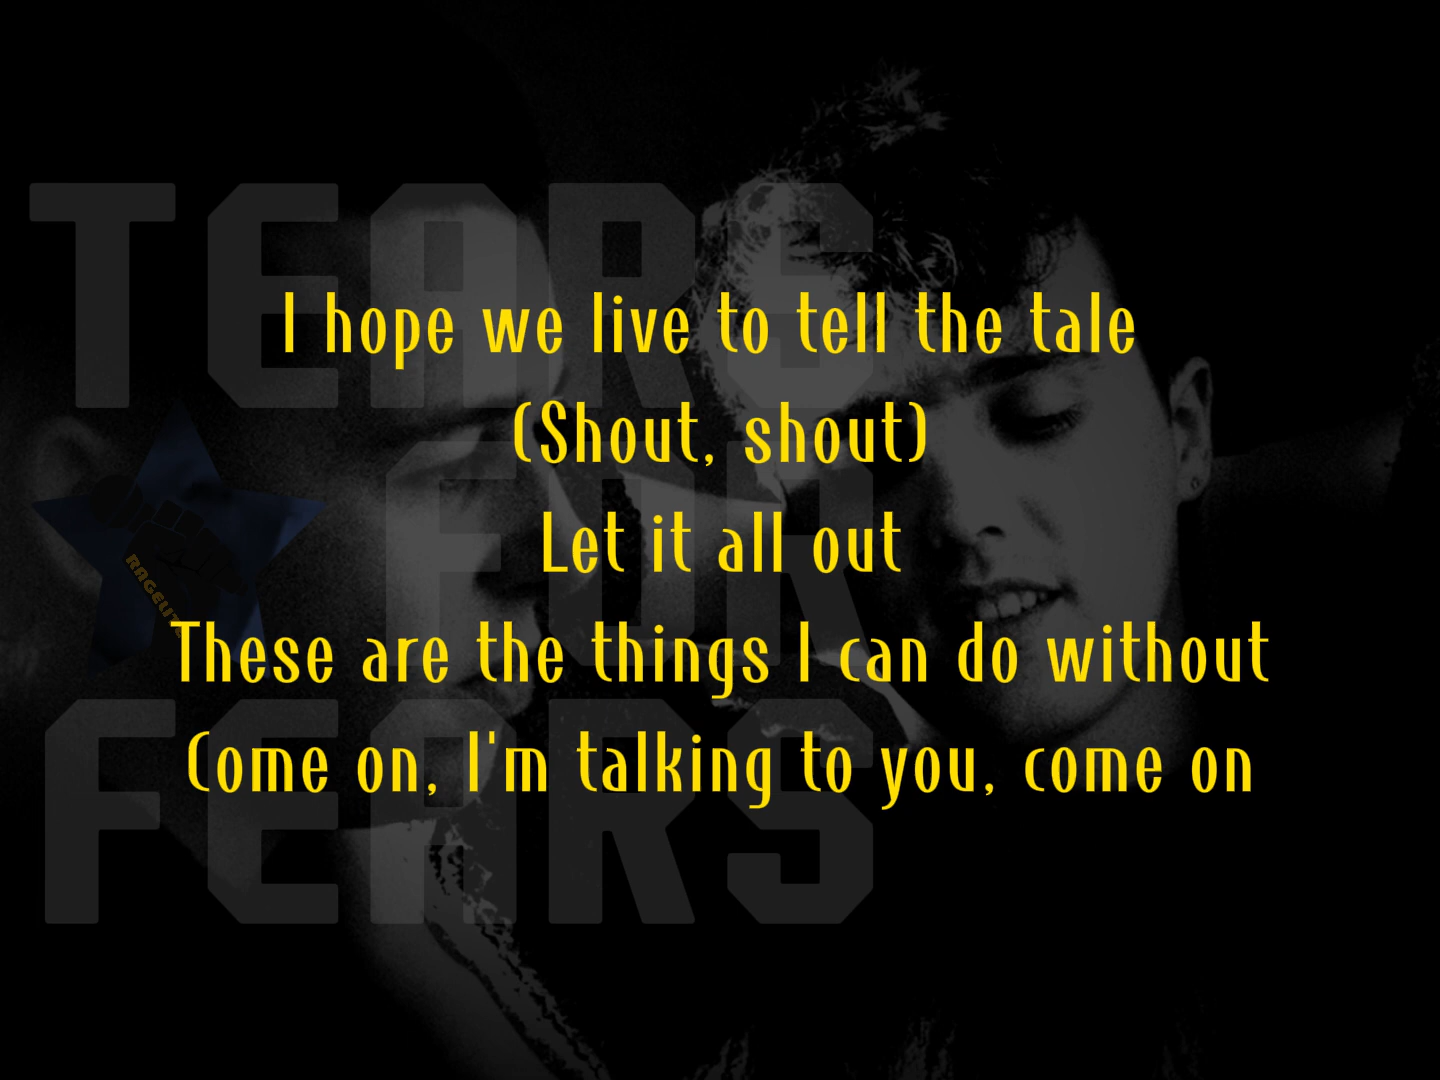 TEARS
FOR
FEARS
I hope we live to tell the tale
(Shout, shout)
Let it all out
These are the things I can do without
Come on, I'm talking to you, come on